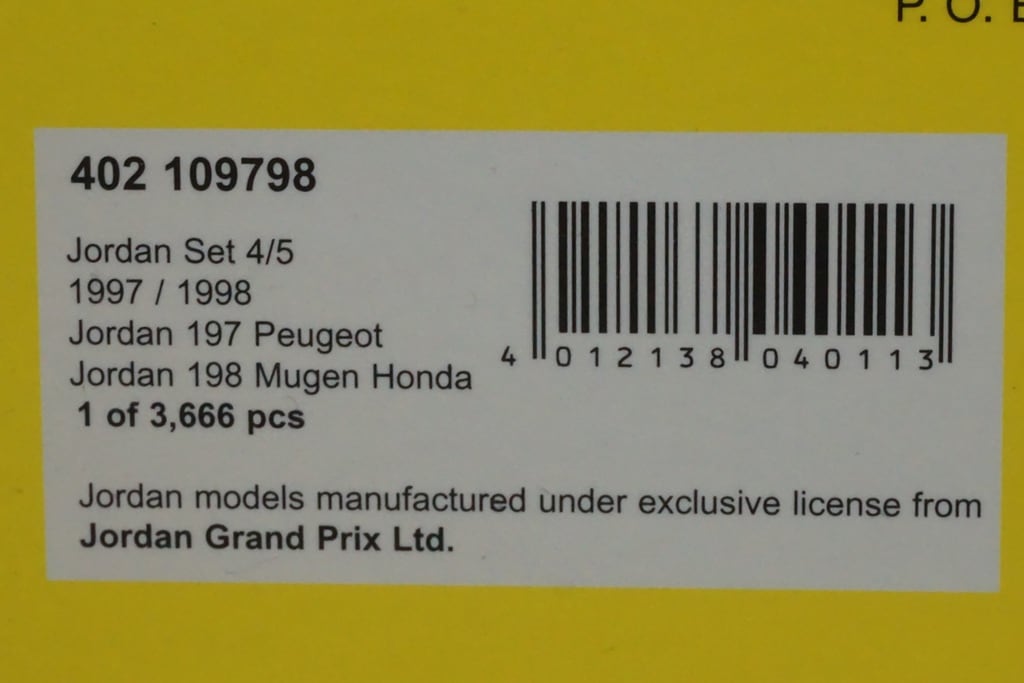 P. O.
402 109798
Jordan Set 4/5
1997 / 1998
Jordan 197 Peugeot
Jordan 198 Mugen Honda
1 of 3,666 pcs
4 012138 040113
Jordan models manufactured under exclusive license from
Jordan Grand Prix Ltd.